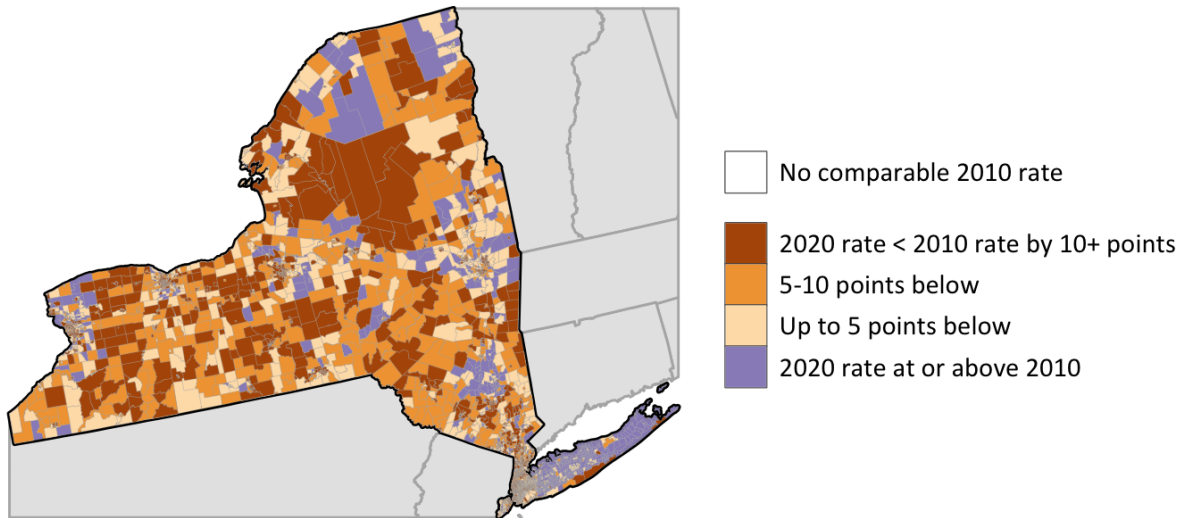 No comparable 2010 rate
2020 rate < 2010 rate by 10+ points
5-10 points below
Up to 5 points below
2020 rate at or above 2010